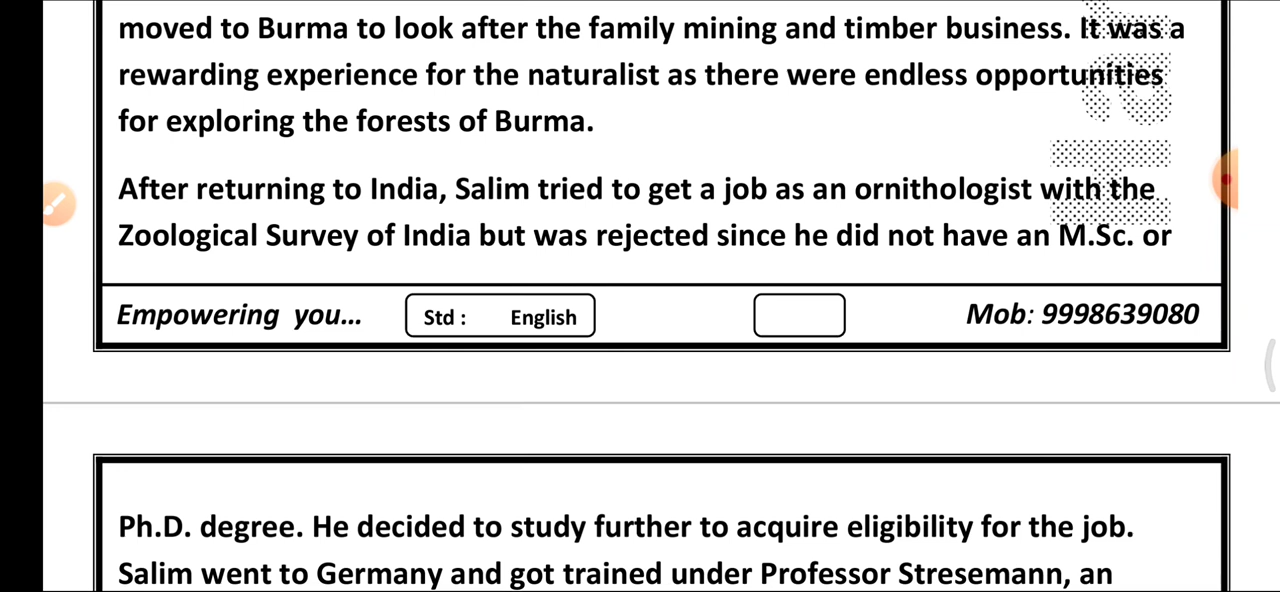 moved to Burma to look after the family mining and timber business. It was a
rewarding experience for the naturalist as there were endless opportunities
for exploring the forests of Burma.
After returning to India, Salim tried to get a job as an ornithologist with the
Zoological Survey of India but was rejected since he did not have an M.Sc. or
Empowering you... Std : English Mob: 9998639080
Ph.D. degree. He decided to study further to acquire eligibility for the job.
Salim went to Germany and got trained under Professor Stresemann, an